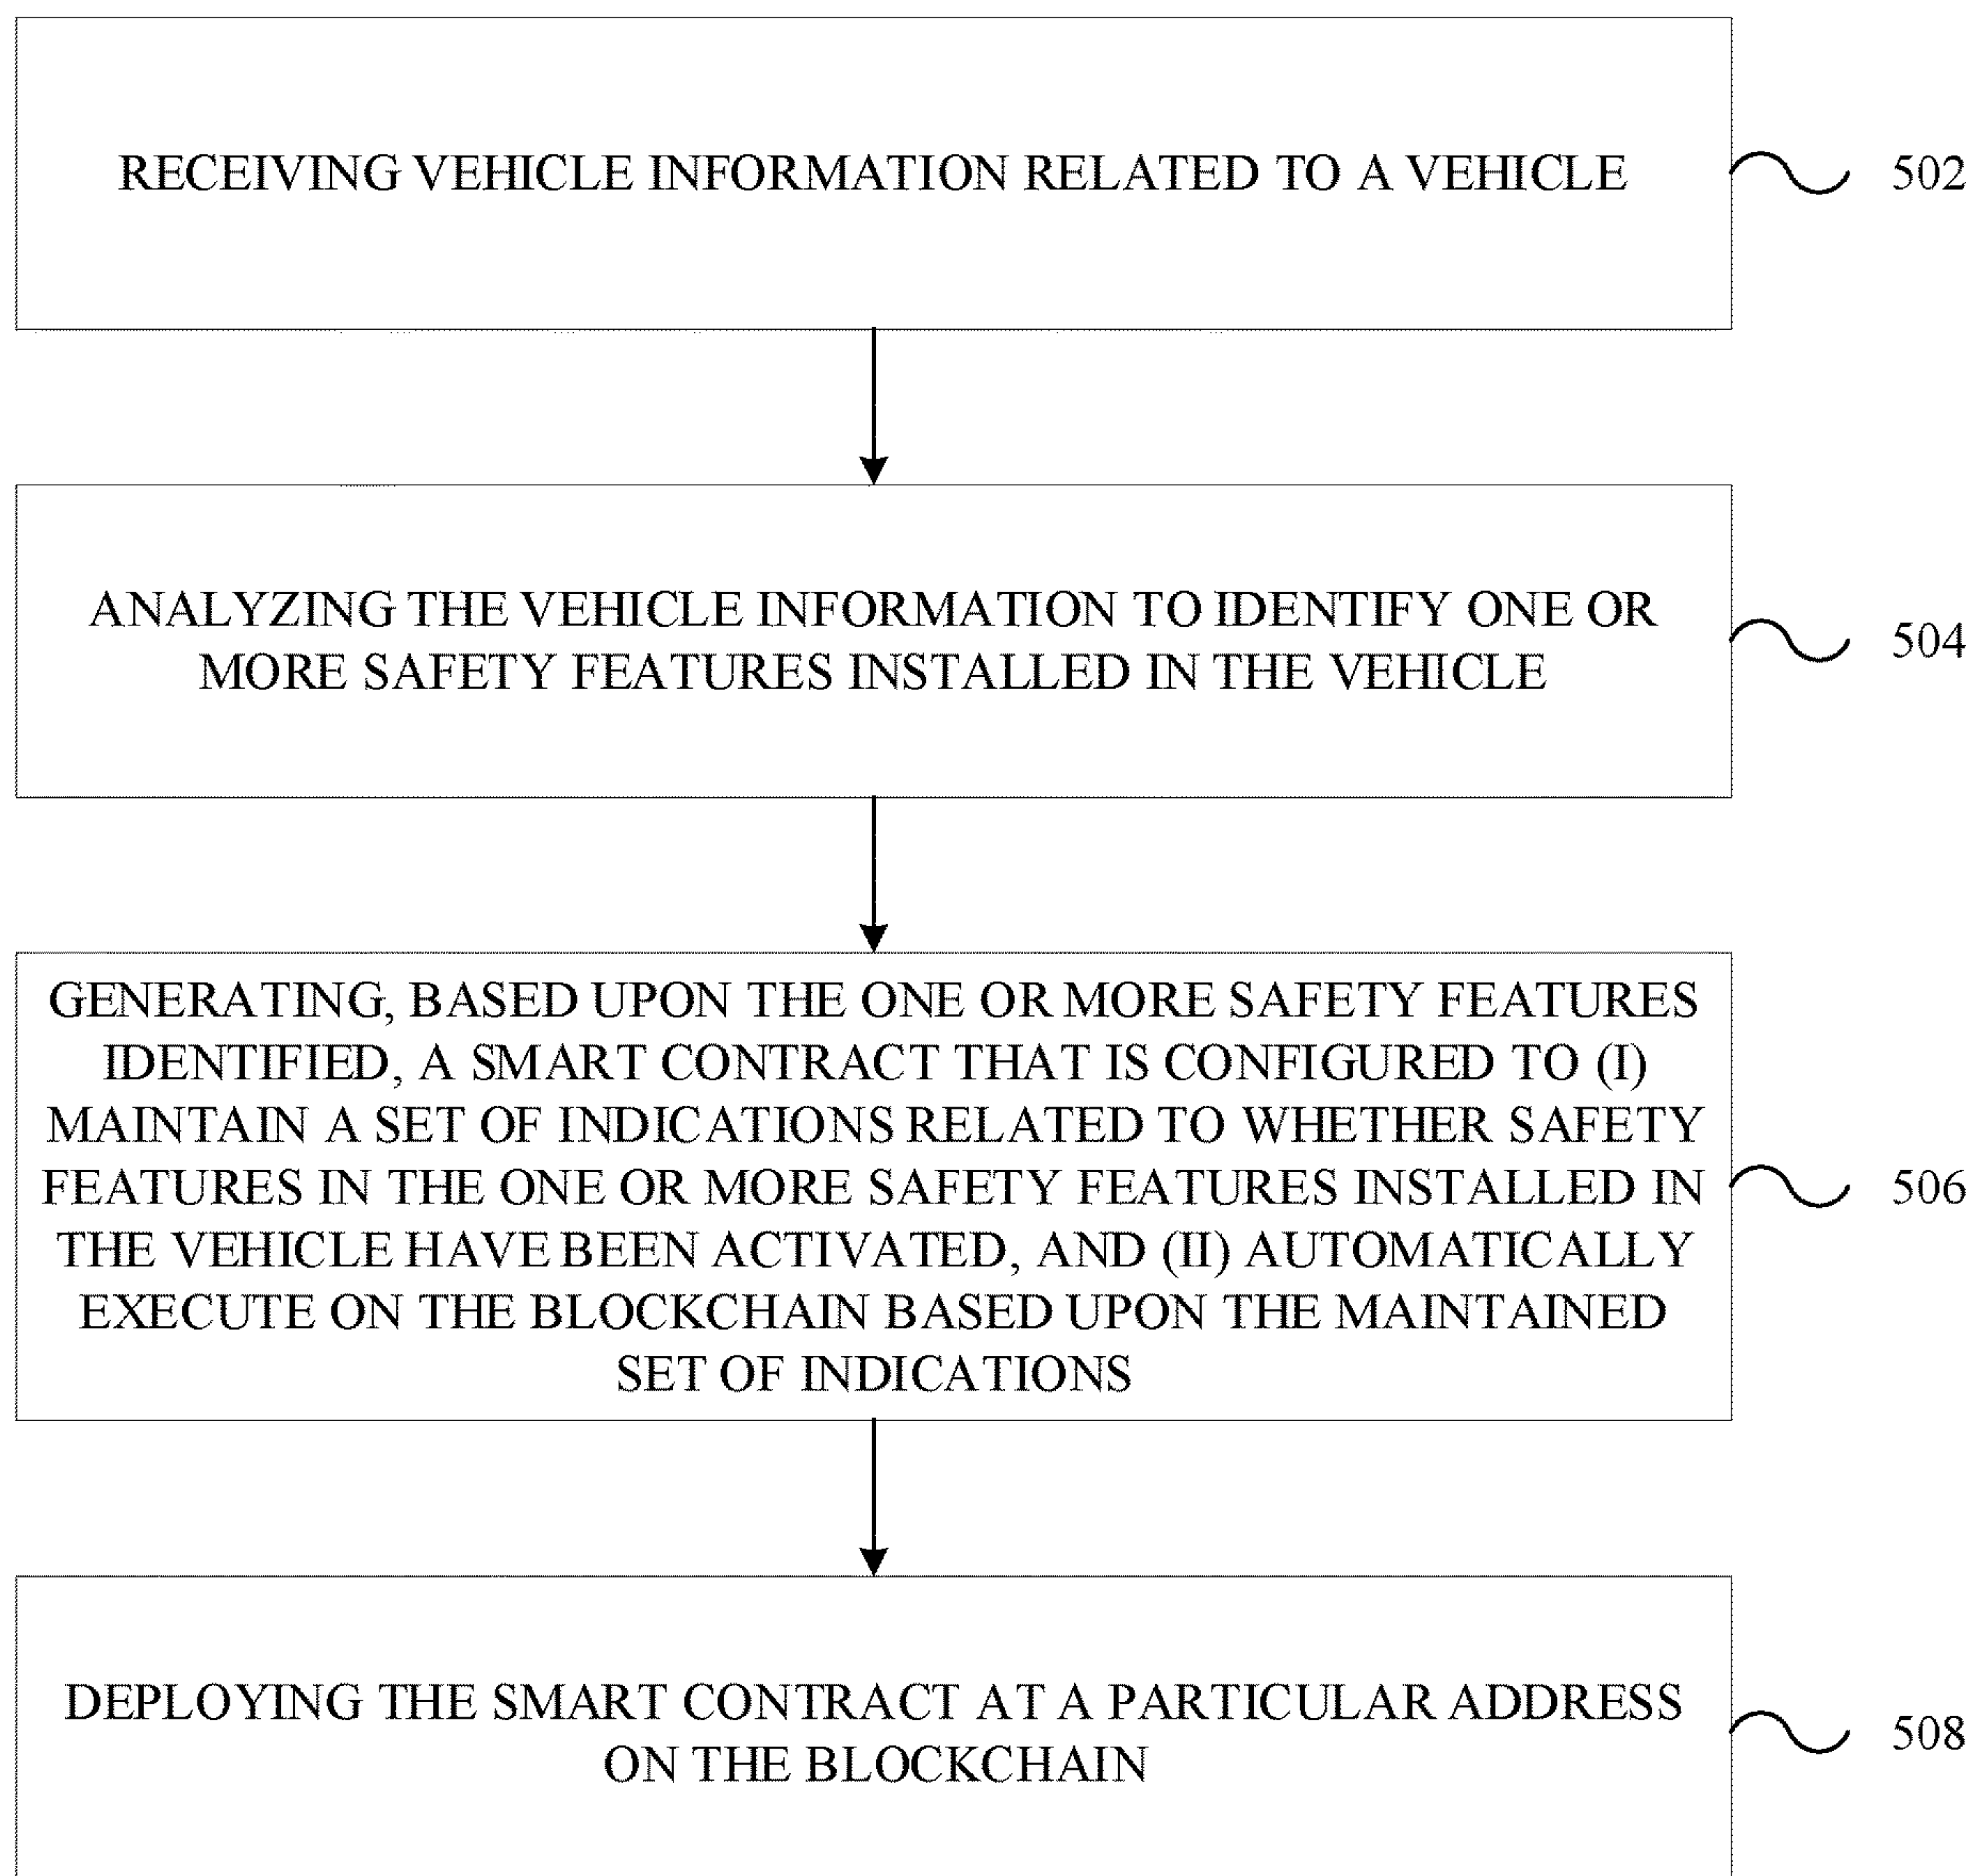 RECEIVING VEHICLE INFORMATION RELATED TO A VEHICLE
502
ANALYZING THE VEHICLE INFORMATION TO IDENTIFY ONE OR
MORE SAFETY FEATURES INSTALLED IN THE VEHICLE
504
GENERATING, BASED UPON THE ONE OR MORE SAFETY FEATURES
IDENTIFIED, A SMART CONTRACT THAT IS CONFIGURED TO (I)
MAINTAIN A SET OF INDICATIONS RELATED TO WHETHER SAFETY
FEATURES IN THE ONE OR MORE SAFETY FEATURES INSTALLED IN
THE VEHICLE HAVE BEEN ACTIVATED, AND (II) AUTOMATICALLY
EXECUTE ON THE BLOCKCHAIN BASED UPON THE MAINTAINED
SET OF INDICATIONS
506
DEPLOYING THE SMART CONTRACT AT A PARTICULAR ADDRESS
ON THE BLOCKCHAIN
508